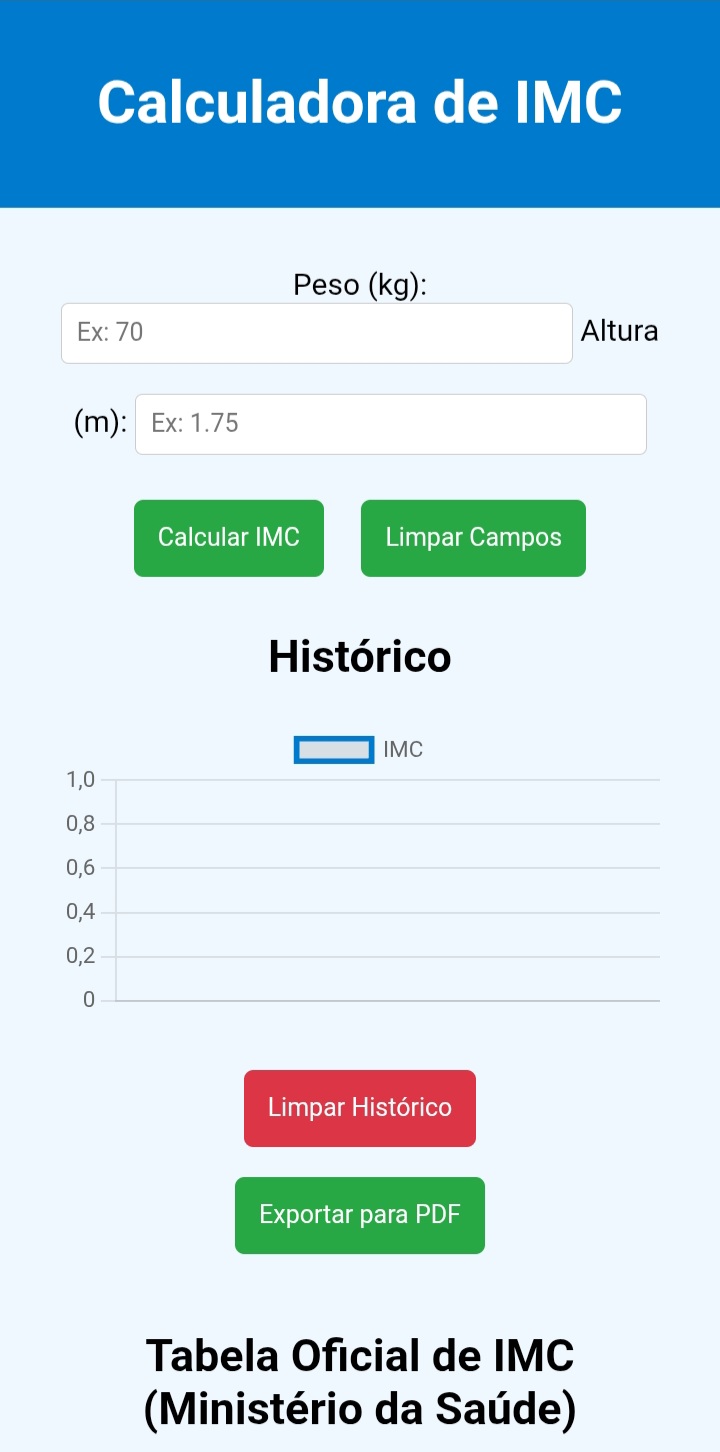 Calculadora de IMC
Peso (kg):
Ex: 70 Altura
(m): Ex: 1.75
Calcular IMC Limpar Campos
Histórico
IMC
1,0
0,8
0,6
0,4
0,2
0
Limpar Histórico
Exportar para PDF
Tabela Oficial de IMC
(Ministério da Saúde)